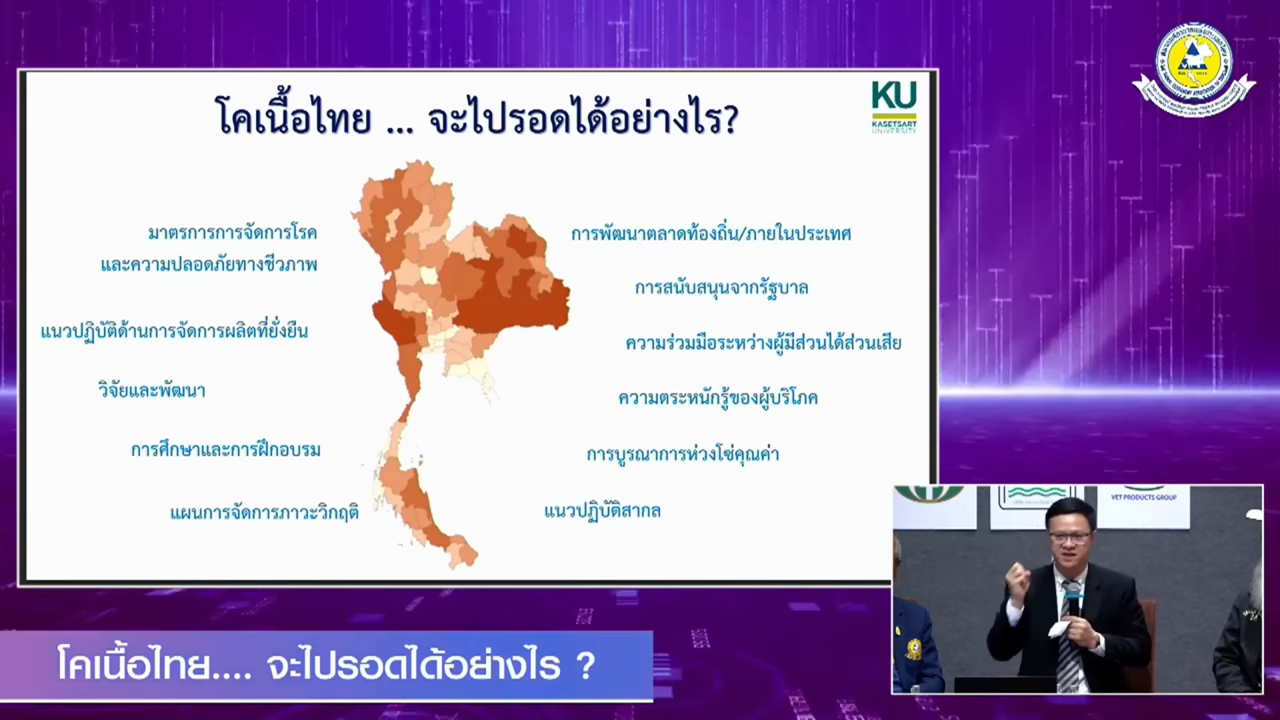 โคเนื้อไทย ... จะไปรอดได้อย่างไร?
KU
KASETSART
UNIVERSITY
มาตรการการจัดการโรค
และความปลอดภัยทางชีวภาพ
แนวปฏิบัติด้านการจัดการผลิตที่ยั่งยืน
วิจัยและพัฒนา
การศึกษาและการฝึกอบรม
แผนการจัดการภาวะวิกฤติ
การพัฒนาตลาดท้องถิ่น/ภายในประเทศ
การสนับสนุนจากรัฐบาล
ความร่วมมือระหว่างผู้มีส่วนได้ส่วนเสีย
ความตระหนักรู้ของผู้บริโภค
การบูรณาการห่วงโซ่คุณค่า
แนวปฏิบัติสากล
VET PRODUCTS GROUP
โคเนื้อไทย.... จะไปรอดได้อย่างไร ?